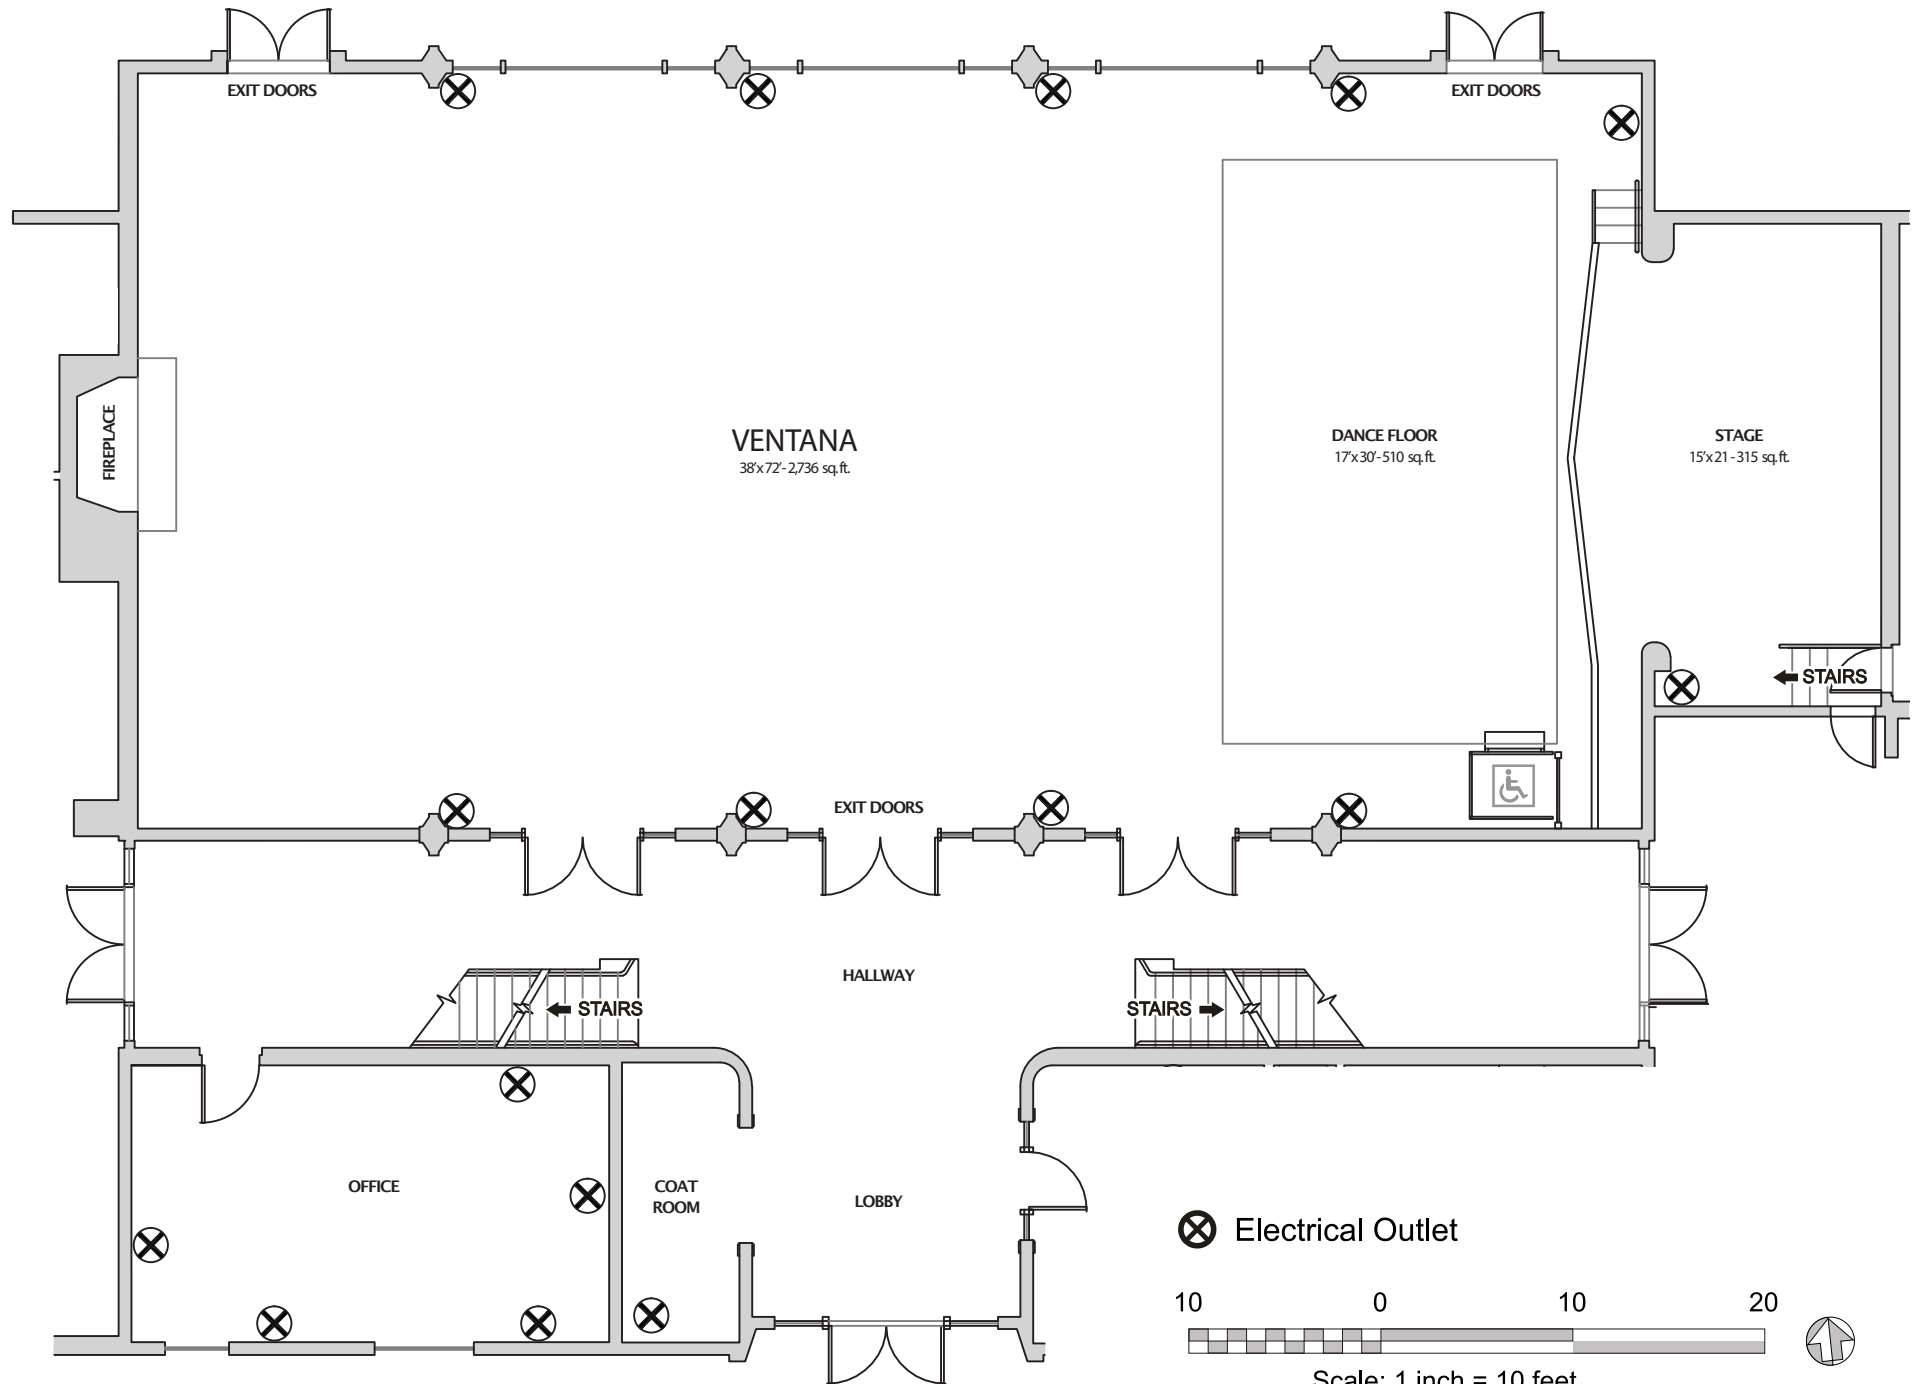 EXIT DOORS
EXIT DOORS
FIREPLACE
VENTANA
38'x72'-2,736 sq.ft.
DANCE FLOOR
17'x30'-510 sq.ft.
STAGE
15'x21-315 sq.ft.
STAIRS
EXIT DOORS
HALLWAY
STAIRS
STAIRS
OFFICE
COAT
ROOM
LOBBY
Electrical Outlet
10 0 10 20
Scale: 1 inch = 10 feet